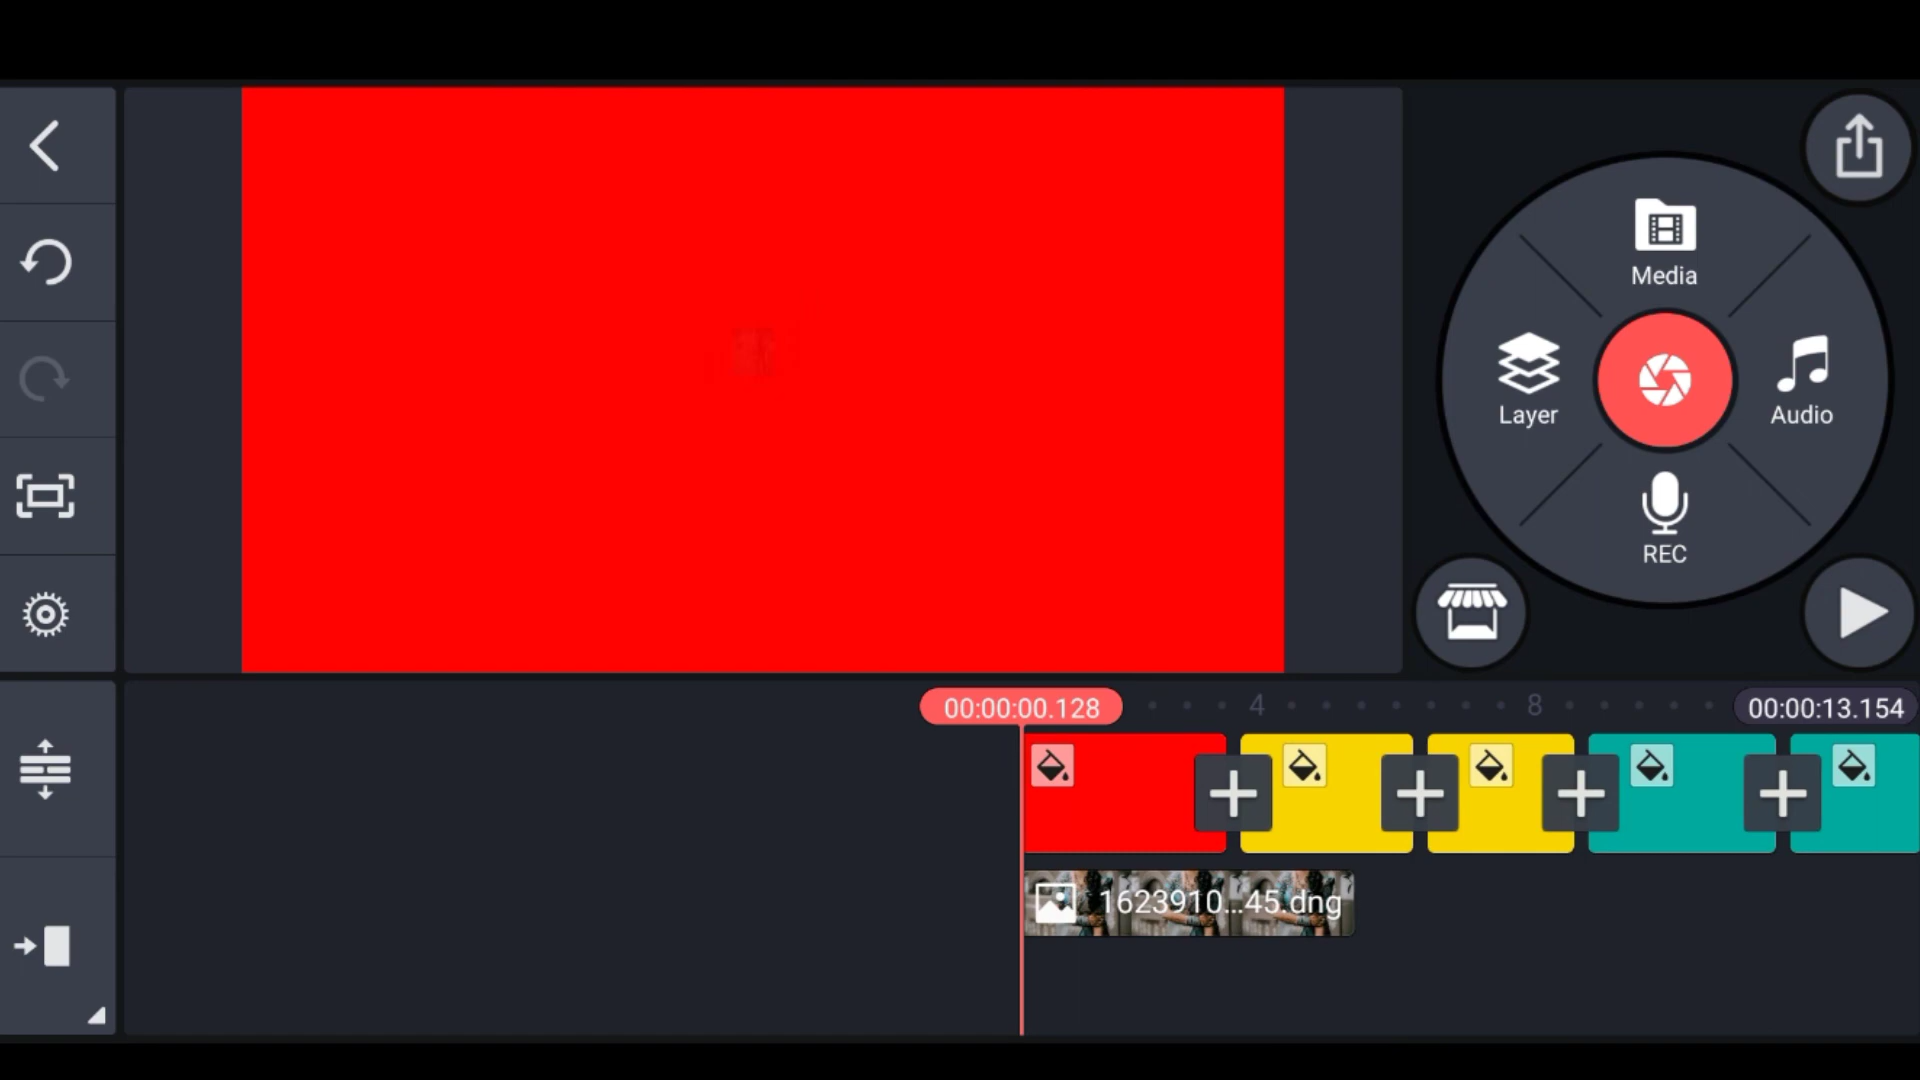 Media
Layer
Audio
REC
00:00:00.128
4
8
00:00:13.154
1623910...45.dng